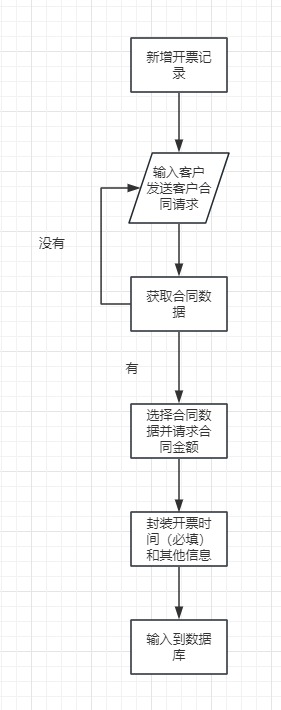 新增开票记
录
输入客户
发送客户合
同请求
没有
获取合同数
据
有
选择合同数
据并请求合
同金额
封装开票时
间（必填）
和其他信息
输入到数据
库